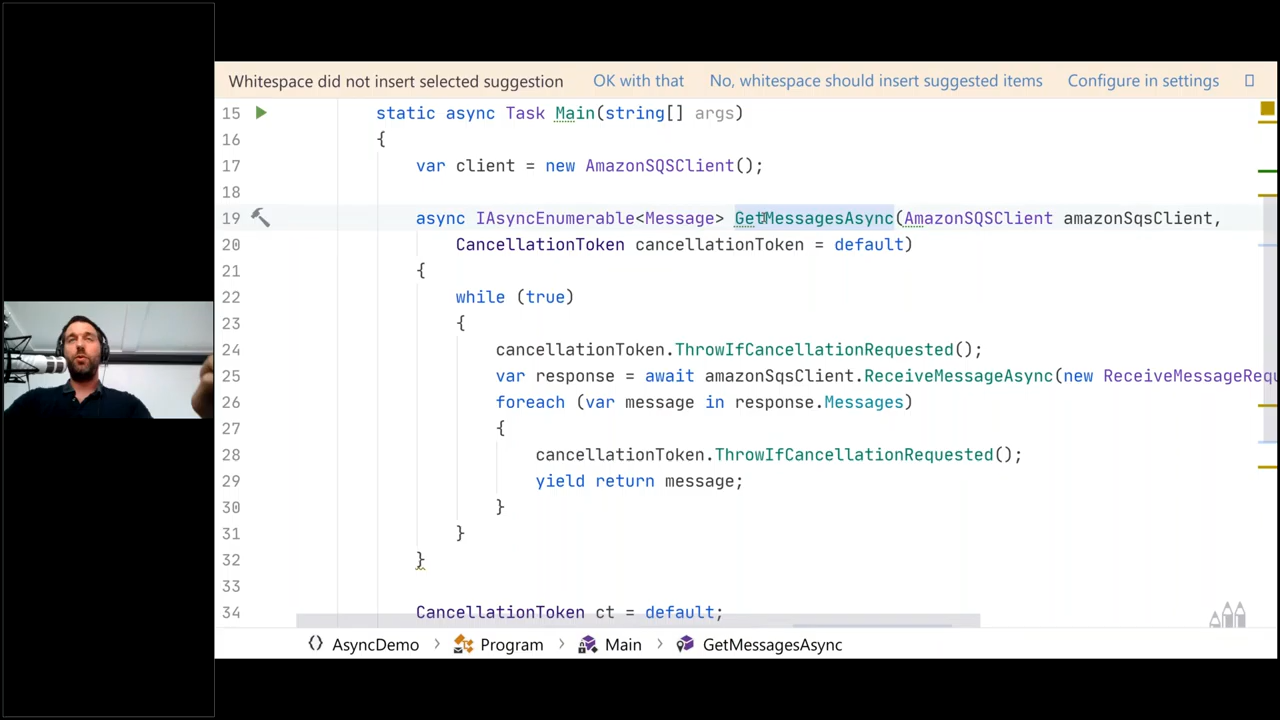 Whitespace did not insert selected suggestion OK with that No, whitespace should insert suggested items Configure in settings
15 static async Task Main(string[] args)
16 {
17 var client = new AmazonSQSClient();
18
19 async IAsyncEnumerable<Message> GetMessagesAsync(AmazonSQSClient amazonSqsClient,
20 CancellationToken cancellationToken = default)
21 {
22 while (true)
23 {
24 cancellationToken.ThrowIfCancellationRequested();
25 var response = await amazonSqsClient.ReceiveMessageAsync(new ReceiveMessageRequ
26 foreach (var message in response.Messages)
27 {
28 cancellationToken.ThrowIfCancellationRequested();
29 yield return message;
30 }
31 }
32 }
33
34 CancellationToken ct = default;
AsyncDemo > Program > Main > GetMessagesAsync